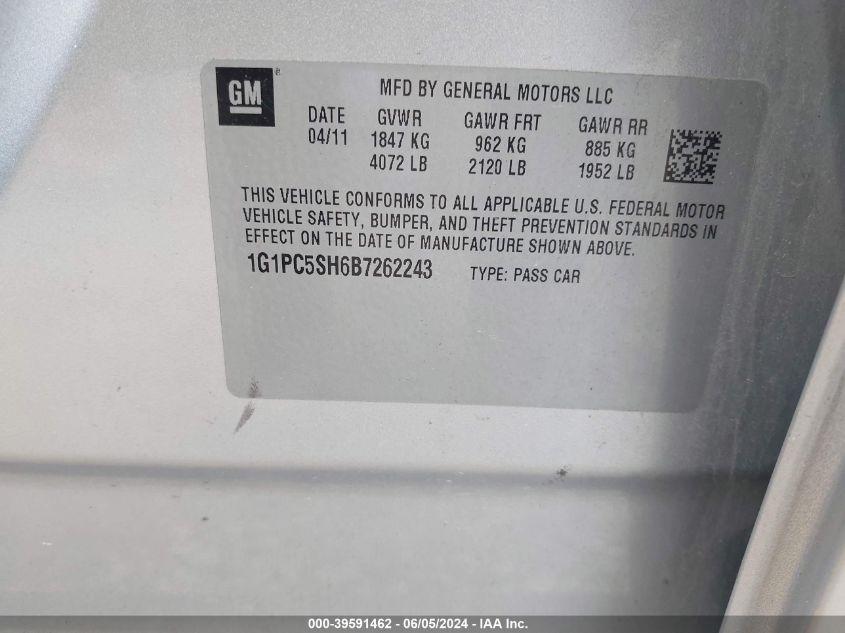 GM ®
MFD BY GENERAL MOTORS LLC
DATE GVWR GAWR FRT GAWR RR
04/11 1847 KG 962 KG 885 KG
4072 LB 2120 LB 1952 LB
THIS VEHICLE CONFORMS TO ALL APPLICABLE U.S. FEDERAL MOTOR
VEHICLE SAFETY, BUMPER, AND THEFT PREVENTION STANDARDS IN
EFFECT ON THE DATE OF MANUFACTURE SHOWN ABOVE.
1G1PC5SH6B7262243 TYPE: PASS CAR
000-39591462 - 06/05/2024 - IAA Inc.